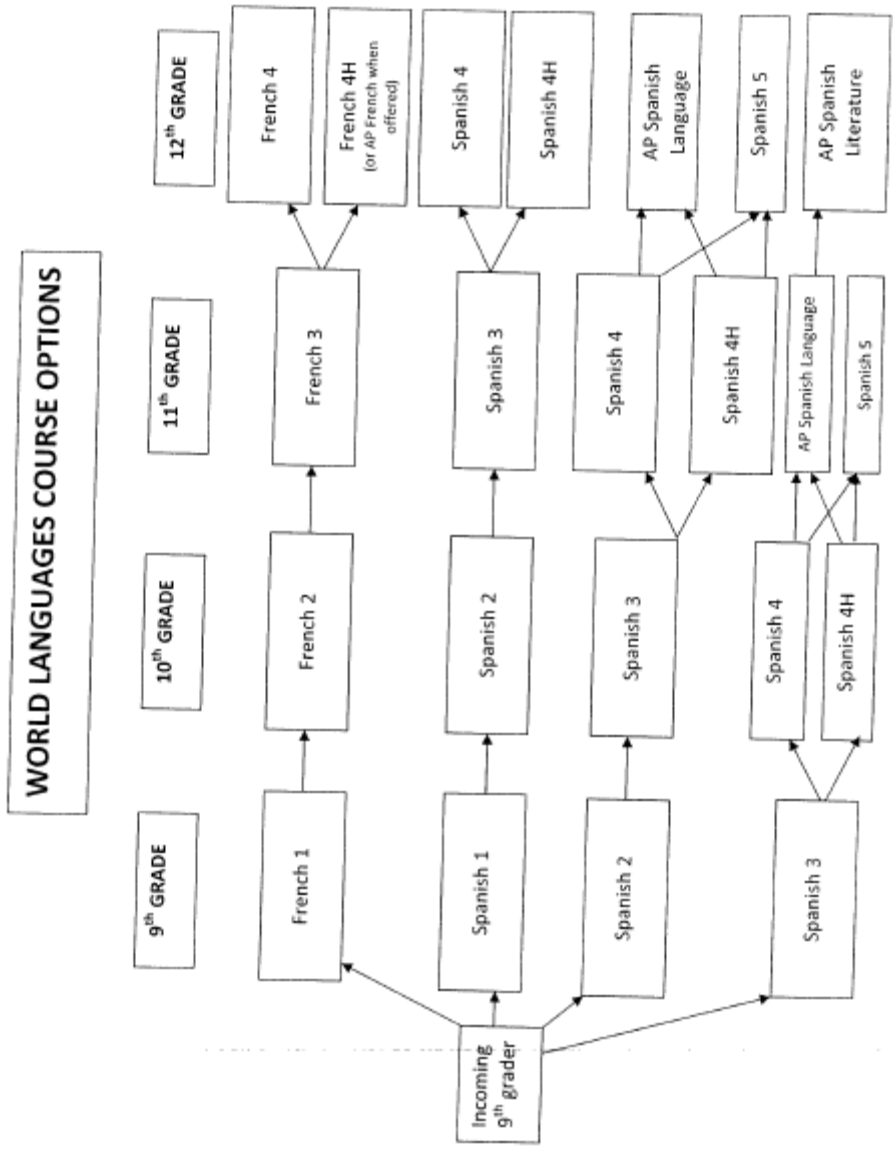 WORLD LANGUAGES COURSE OPTIONS
9th GRADE
10th GRADE
11th GRADE
12th GRADE
Incoming
9th grader
French 1
French 2
French 3
French 4
French 4H
(or AP French when
offered)
Spanish 1
Spanish 2
Spanish 3
Spanish 4
Spanish 4H
Spanish 2
Spanish 3
Spanish 4
Spanish 4H
AP Spanish
Language
Spanish 5
Spanish 3
Spanish 4
Spanish 4H
AP Spanish Language
Spanish 5
AP Spanish
Literature